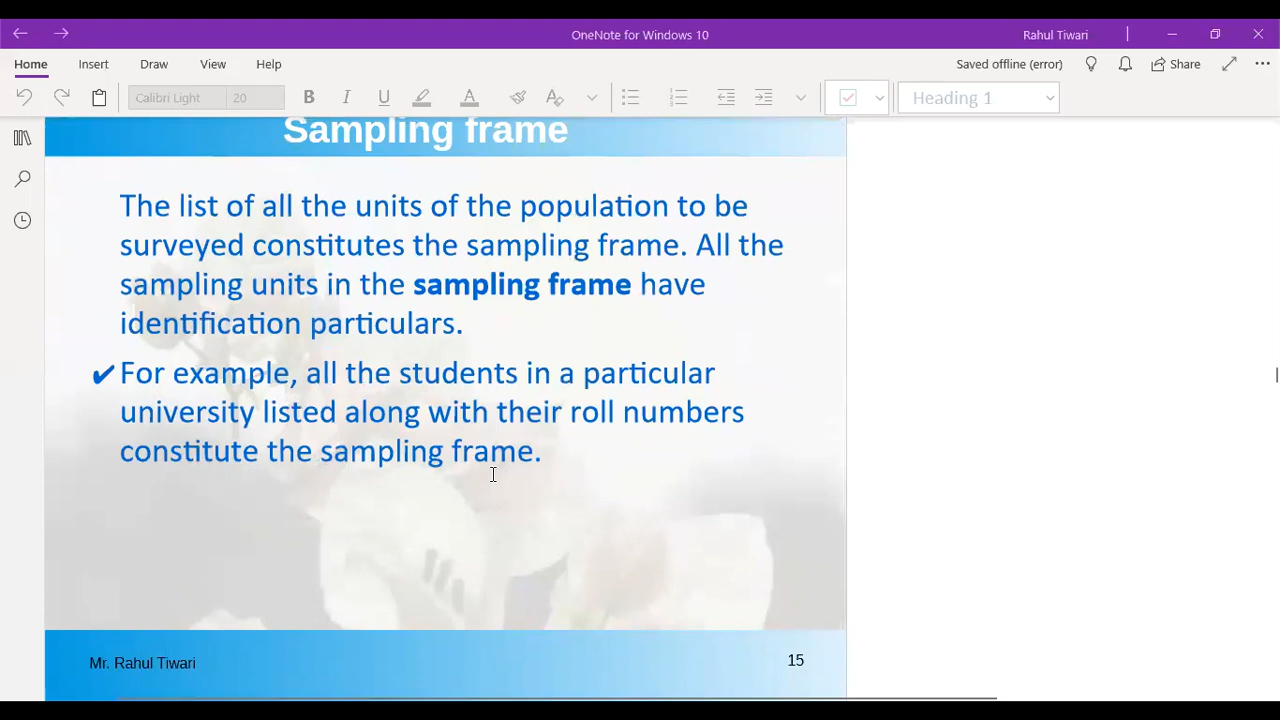 OneNote for Windows 10
Rahul Tiwari
Home Insert Draw View Help
Saved offline (error)
Share
Calibri Light 20
B I U A
Heading 1
Sampling frame
The list of all the units of the population to be
surveyed constitutes the sampling frame. All the
sampling units in the sampling frame have
identification particulars.
✔For example, all the students in a particular
university listed along with their roll numbers
constitute the sampling frame.
Mr. Rahul Tiwari
15